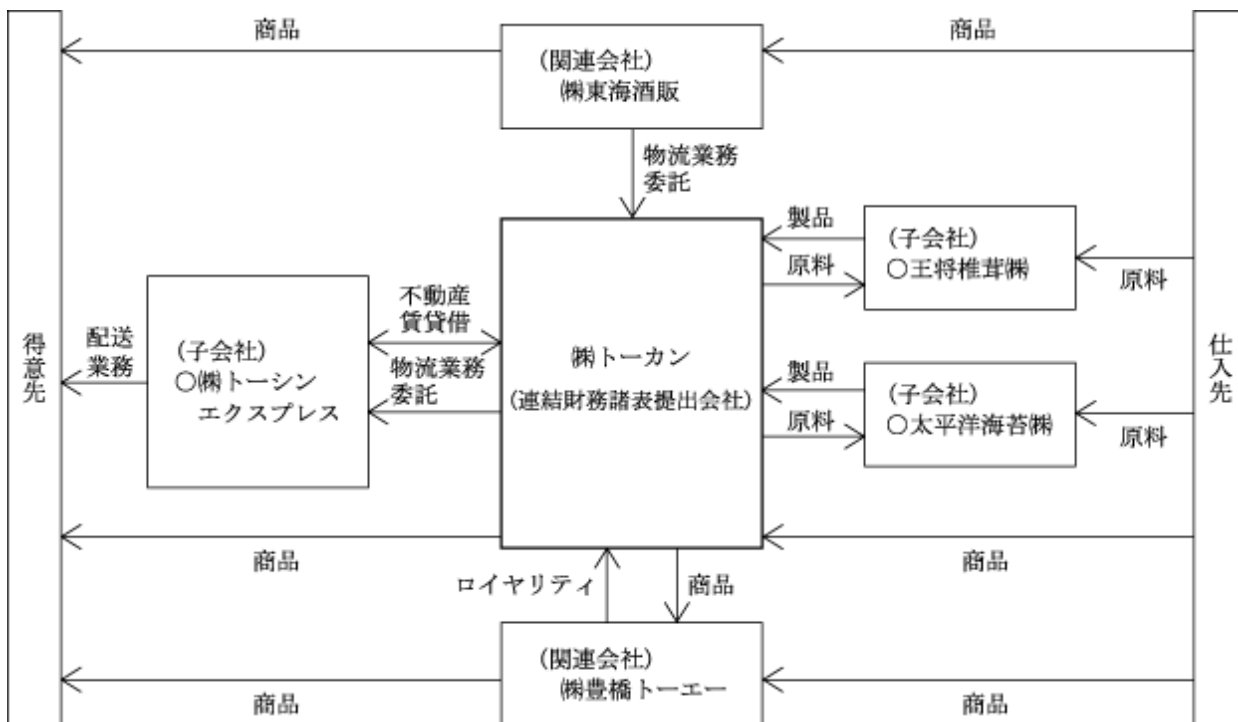 商品
商品
(関連会社)
㈱東海酒販
物流業務
委託
製品
原料
(子会社)
○王将椎茸㈱
原料
不動産
賃貸借
配送
業務
(子会社)
○㈱トーシン
エクスプレス
物流業務
委託
㈱トーカン
(連結財務諸表提出会社)
製品
原料
(子会社)
○太平洋海苔㈱
原料
得意先
仕入先
商品
商品
ロイヤリティ
商品
(関連会社)
㈱豊橋トーエー
商品
商品